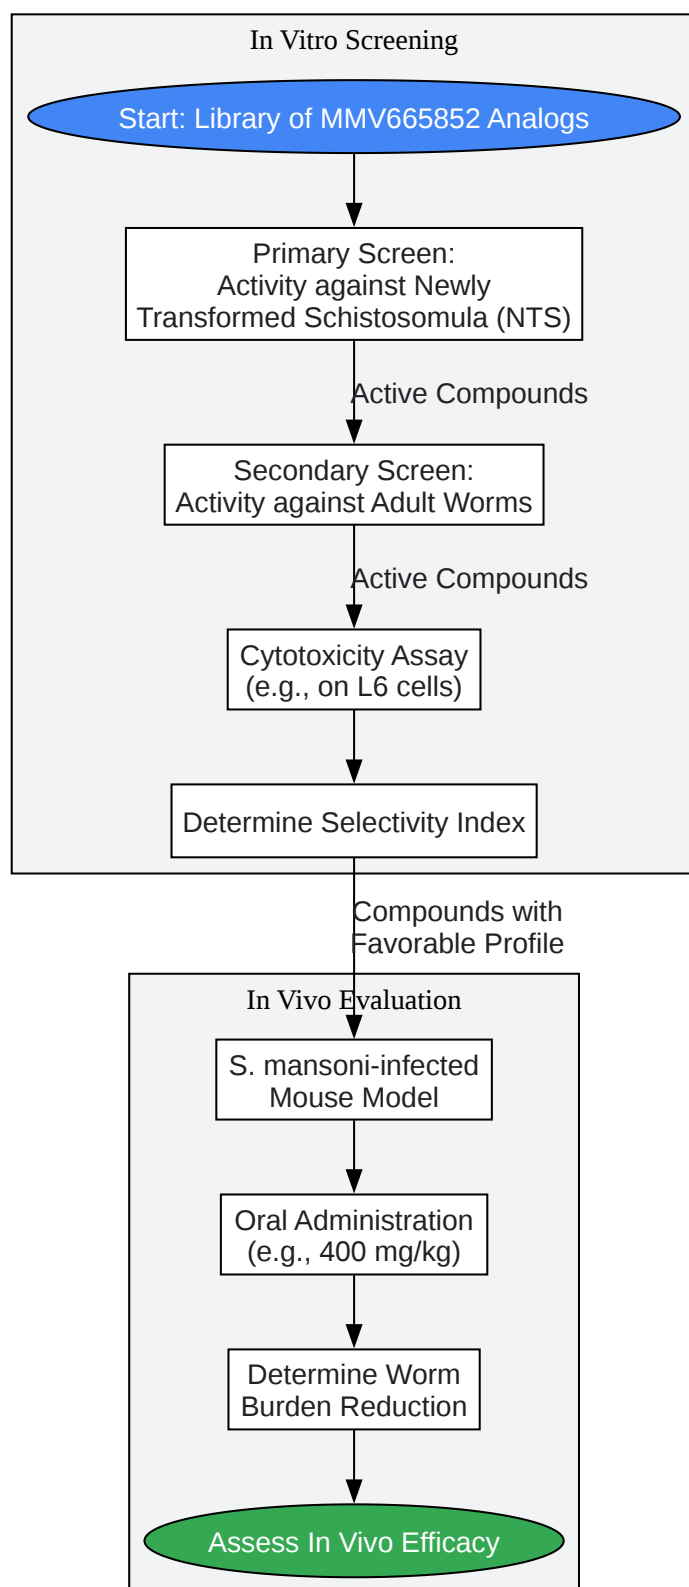 In Vitro Screening
Start: Library of MMV665852 Analogs
Primary Screen:
Activity against Newly
Transformed Schistosomula (NTS)
Active Compounds
Secondary Screen:
Activity against Adult Worms
Active Compounds
Cytotoxicity Assay
(e.g., on L6 cells)
Determine Selectivity Index
Compounds with
Favorable Profile
In Vivo Evaluation
S. mansoni-infected
Mouse Model
Oral Administration
(e.g., 400 mg/kg)
Determine Worm
Burden Reduction
Assess In Vivo Efficacy